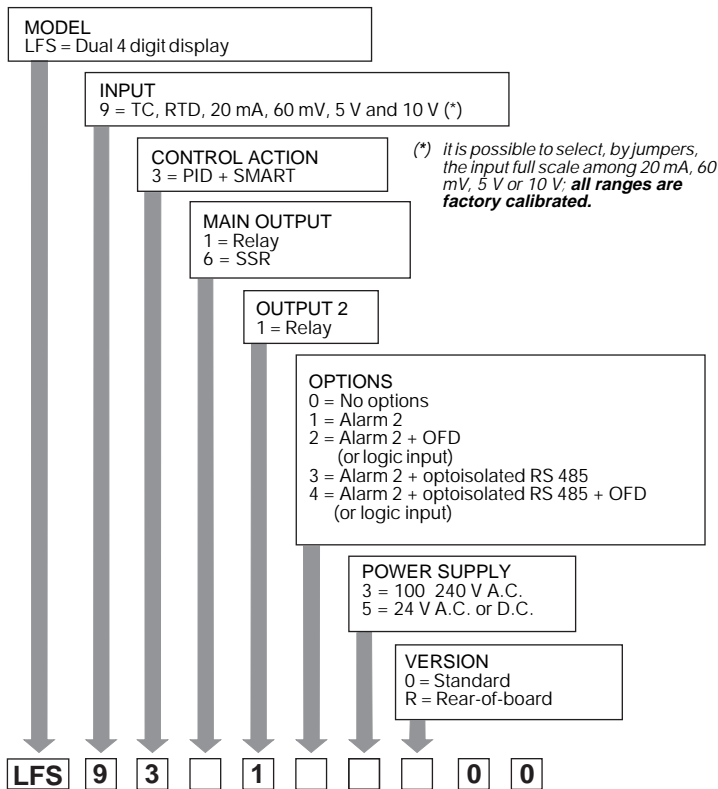 MODEL
LFS = Dual 4 digit display
INPUT
9 = TC, RTD, 20 mA, 60 mV, 5 V and 10 V (*)
CONTROL ACTION
3 = PID + SMART
(*) it is possible to select, by jumpers,
the input full scale among 20 mA, 60
mV, 5 V or 10 V; all ranges are
factory calibrated.
MAIN OUTPUT
1 = Relay
6 = SSR
OUTPUT 2
1 = Relay
OPTIONS
0 = No options
1 = Alarm 2
2 = Alarm 2 + OFD
(or logic input)
3 = Alarm 2 + optoisolated RS 485
4 = Alarm 2 + optoisolated RS 485 + OFD
(or logic input)
POWER SUPPLY
3 = 100 240 V A.C.
5 = 24 V A.C. or D.C.
VERSION
0 = Standard
R = Rear-of-board
LFS 9 3 1 0 0